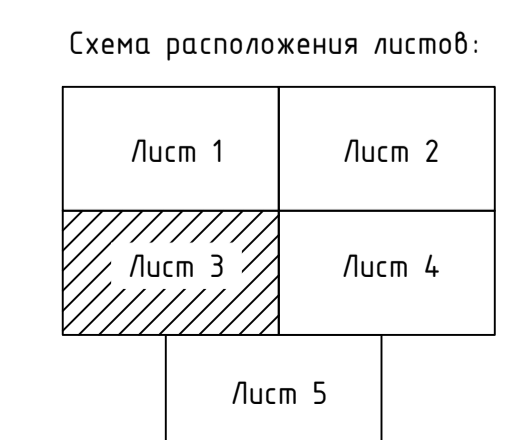 Схема расположения листов:
Лист 1
Лист 2
Лист 3
Лист 4
Лист 5